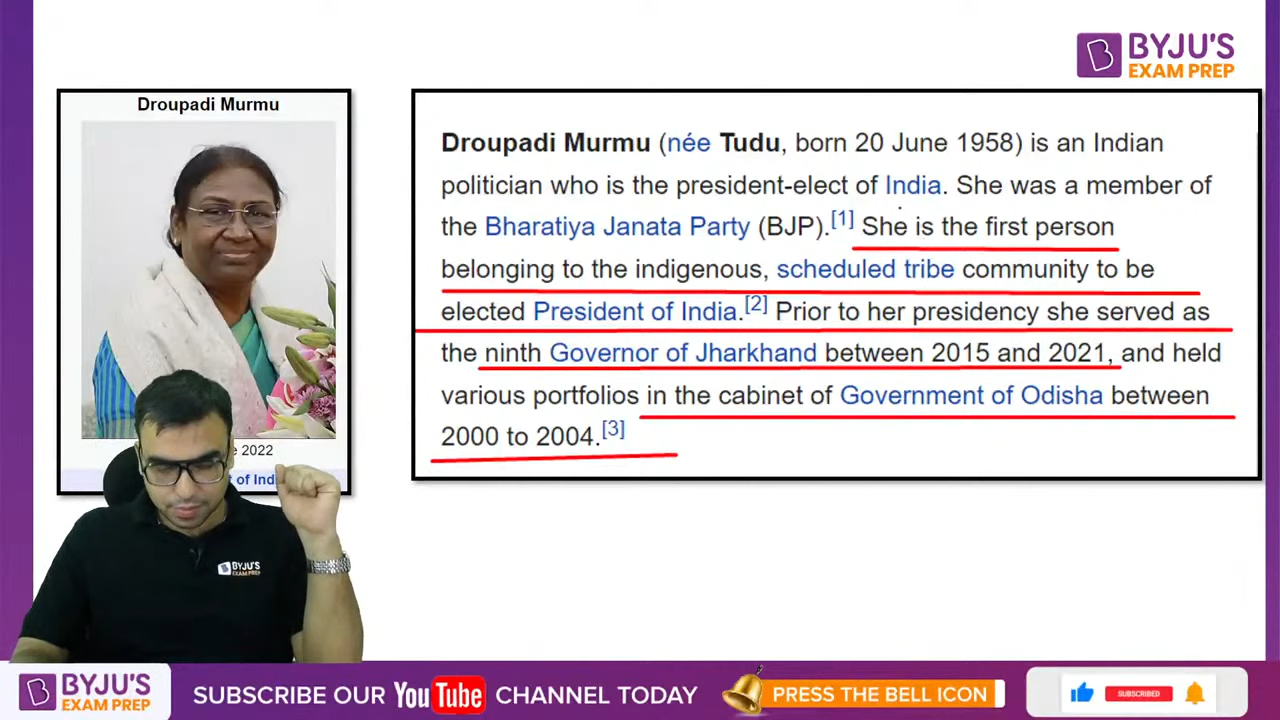 BYJU'S
EXAM PREP
Droupadi Murmu
Droupadi Murmu (née Tudu, born 20 June 1958) is an Indian
politician who is the president-elect of India. She was a member of
the Bharatiya Janata Party (BJP).[1] She is the first person
belonging to the indigenous, scheduled tribe community to be
elected President of India.[2] Prior to her presidency she served as
the ninth Governor of Jharkhand between 2015 and 2021, and held
various portfolios in the cabinet of Government of Odisha between
2000 to 2004.[3]
2022
of Ind
BYJU'S
EXAM PREP
BYJU'S
EXAM PREP
SUBSCRIBE OUR YouTube CHANNEL TODAY
PRESS THE BELL ICON
SUBSCRIBED